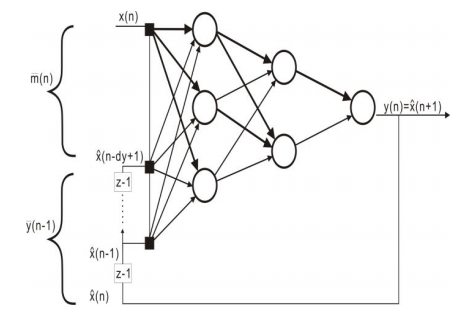 x(n)
m̅(n)
y(n)=x̂(n+1)
x̂(n-dy+1)
z-1
y̅(n-1)
x̂(n-1)
z-1
x̂(n)